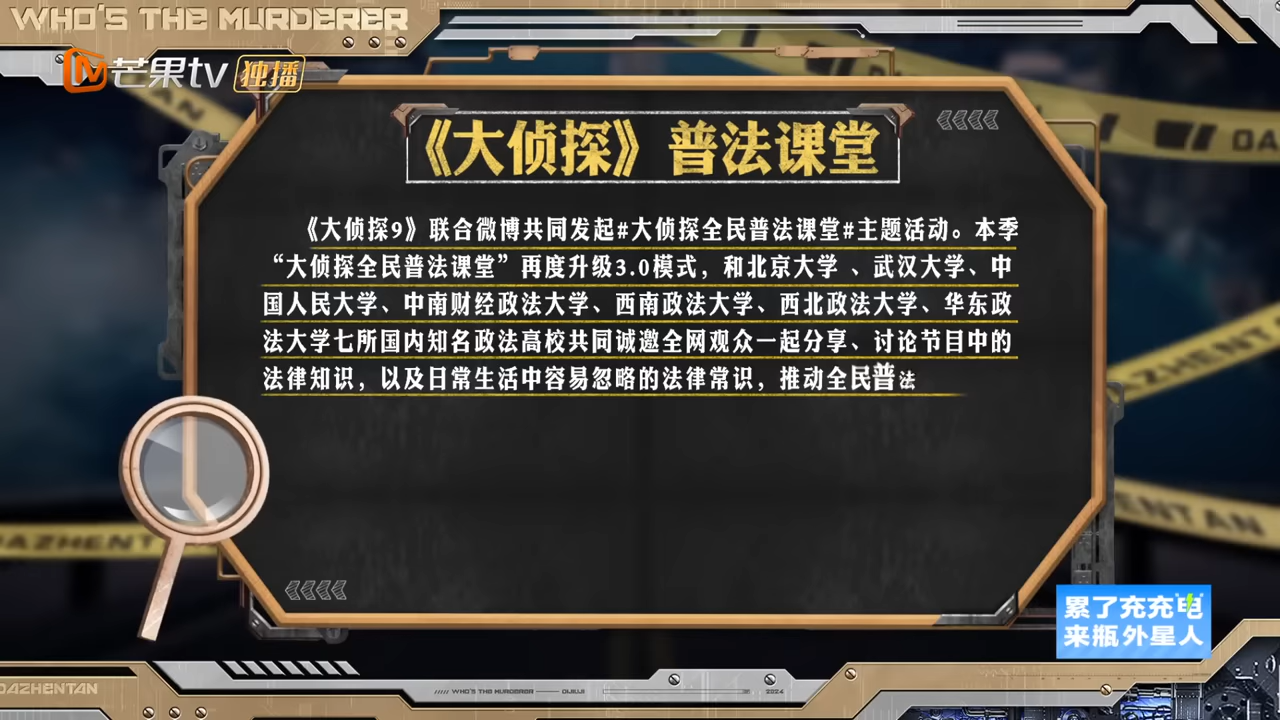 WHO'S THE MURDERER
芒果tv 独播
《大侦探》普法课堂
《大侦探9》联合微博共同发起#大侦探全民普法课堂#主题活动。本季
“大侦探全民普法课堂”再度升级3.0模式，和北京大学 、武汉大学、中
国人民大学、中南财经政法大学、西南政法大学、西北政法大学、华东政
法大学七所国内知名政法高校共同诚邀全网观众一起分享、讨论节目中的
法律知识，以及日常生活中容易忽略的法律常识，推动全民普法
DAZHENT
ENTAN
累了充充电
来瓶外星人
DAZHENTAN
WHO'S THE MURDERER
2024